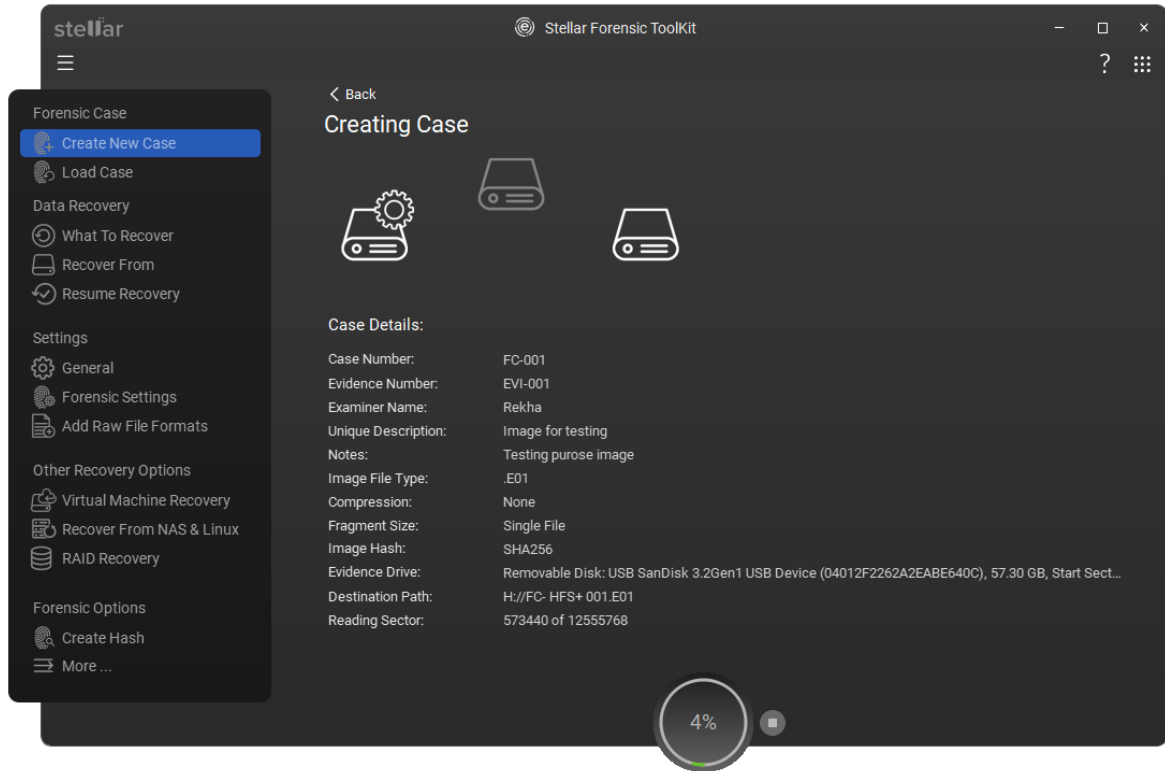 stellar
Stellar Forensic ToolKit
?
Forensic Case
Create New Case
Load Case
Data Recovery
What To Recover
Recover From
Resume Recovery
Settings
General
Forensic Settings
Add Raw File Formats
Other Recovery Options
Virtual Machine Recovery
Recover From NAS & Linux
RAID Recovery
Forensic Options
Create Hash
More ...
Back
Creating Case
Case Details:
Case Number: FC-001
Evidence Number: EVI-001
Examiner Name: Rekha
Unique Description: Image for testing
Notes: Testing purose image
Image File Type: .E01
Compression: None
Fragment Size: Single File
Image Hash: SHA256
Evidence Drive: Removable Disk: USB SanDisk 3.2Gen1 USB Device (04012F2262A2EABE640C), 57.30 GB, Start Sect...
Destination Path: H://FC- HFS+ 001.E01
Reading Sector: 573440 of 12555768
4%